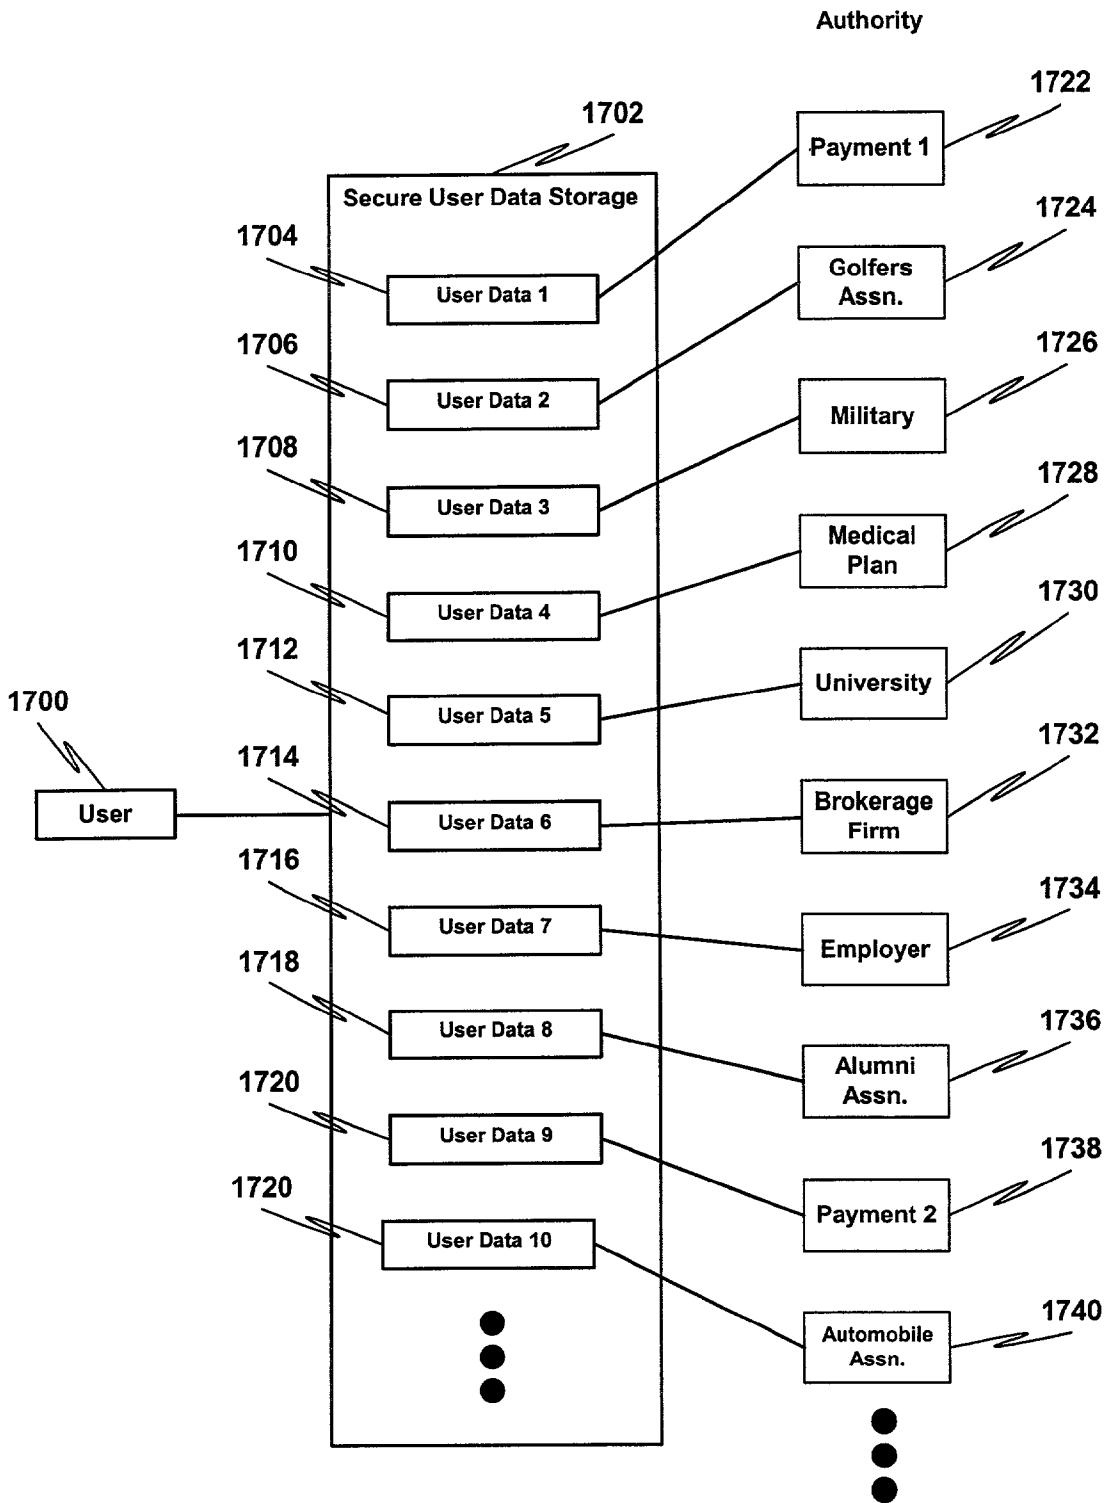 Authority
1722
1702
Payment 1
Secure User Data Storage
1724
1704
Golfers
Assn.
User Data 1
1706
1726
User Data 2
Military
1708
1728
User Data 3
Medical
Plan
1710
1730
User Data 4
1712
University
1700
User Data 5
1714
1732
User
User Data 6
Brokerage
Firm
1716
1734
User Data 7
Employer
1718
1736
User Data 8
Alumni
Assn.
1720
User Data 9
1738
1720
Payment 2
User Data 10
1740
Automobile
Assn.